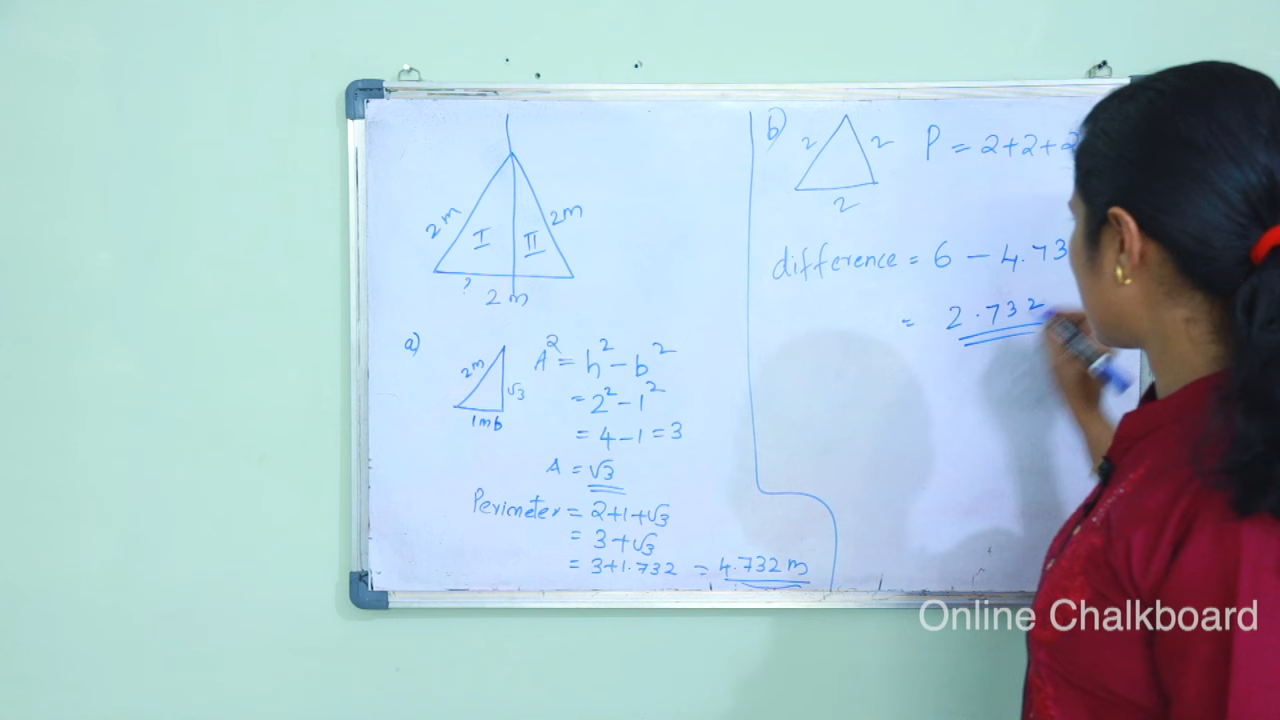 2m
2m
I
II
?
2m
a)
2m
√3
1m b
A² = h² - b²
= 2² - 1²
= 4 - 1 = 3
A = √3
Perimeter = 2+1+√3
= 3+√3
= 3+1.732 = 4.732 m
b)
2
2
2
P = 2+2+2
difference = 6 - 4.73
= 2.732
Online Chalkboard